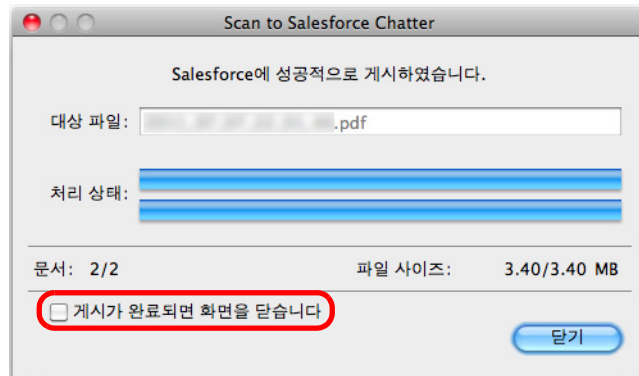 Scan to Salesforce Chatter
Salesforce에 성공적으로 게시하였습니다.
대상 파일: .pdf
처리 상태:
문서: 2/2 파일 사이즈: 3.40/3.40 MB
게시가 완료되면 화면을 닫습니다
닫기